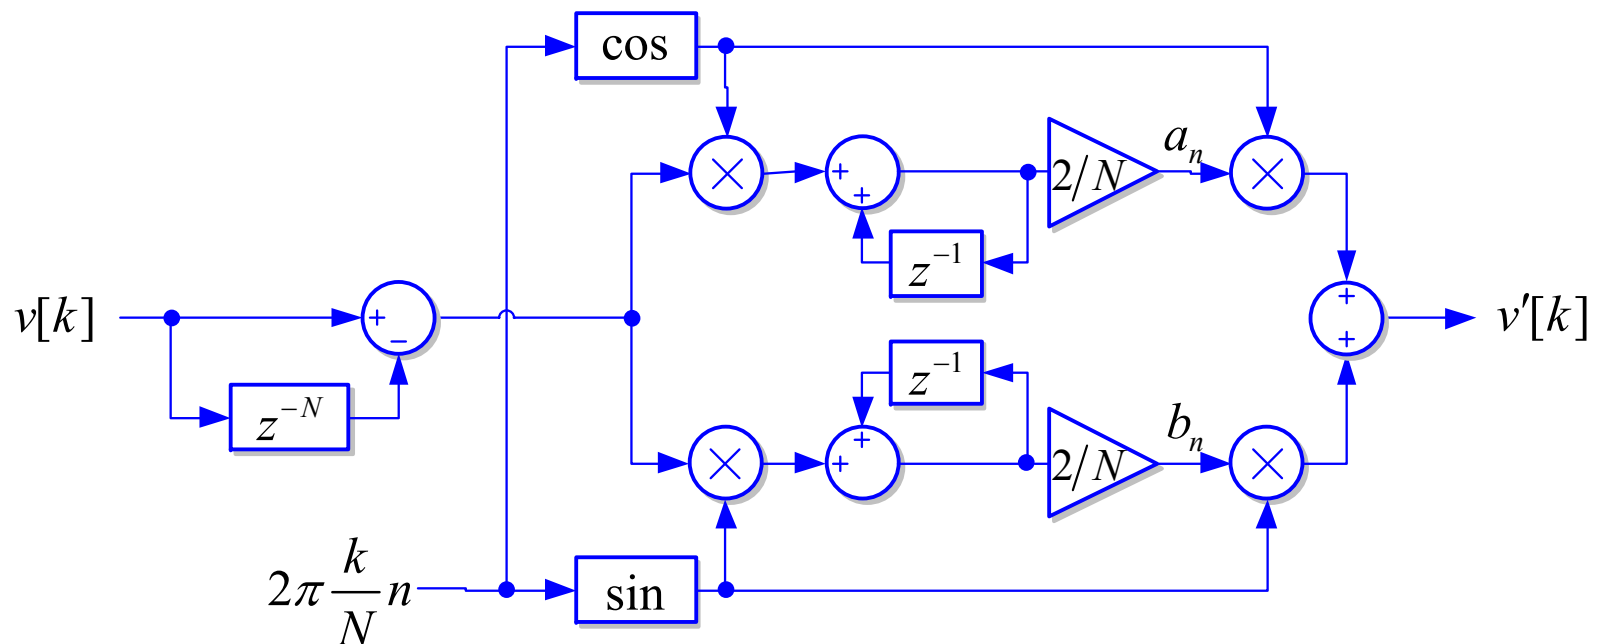 cos
a_n
2/N
+
+
z^{-1}
v[k]
+
−
+
+
v′[k]
z^{-1}
z^{-N}
b_n
+
+
2/N
2π k/N n
sin